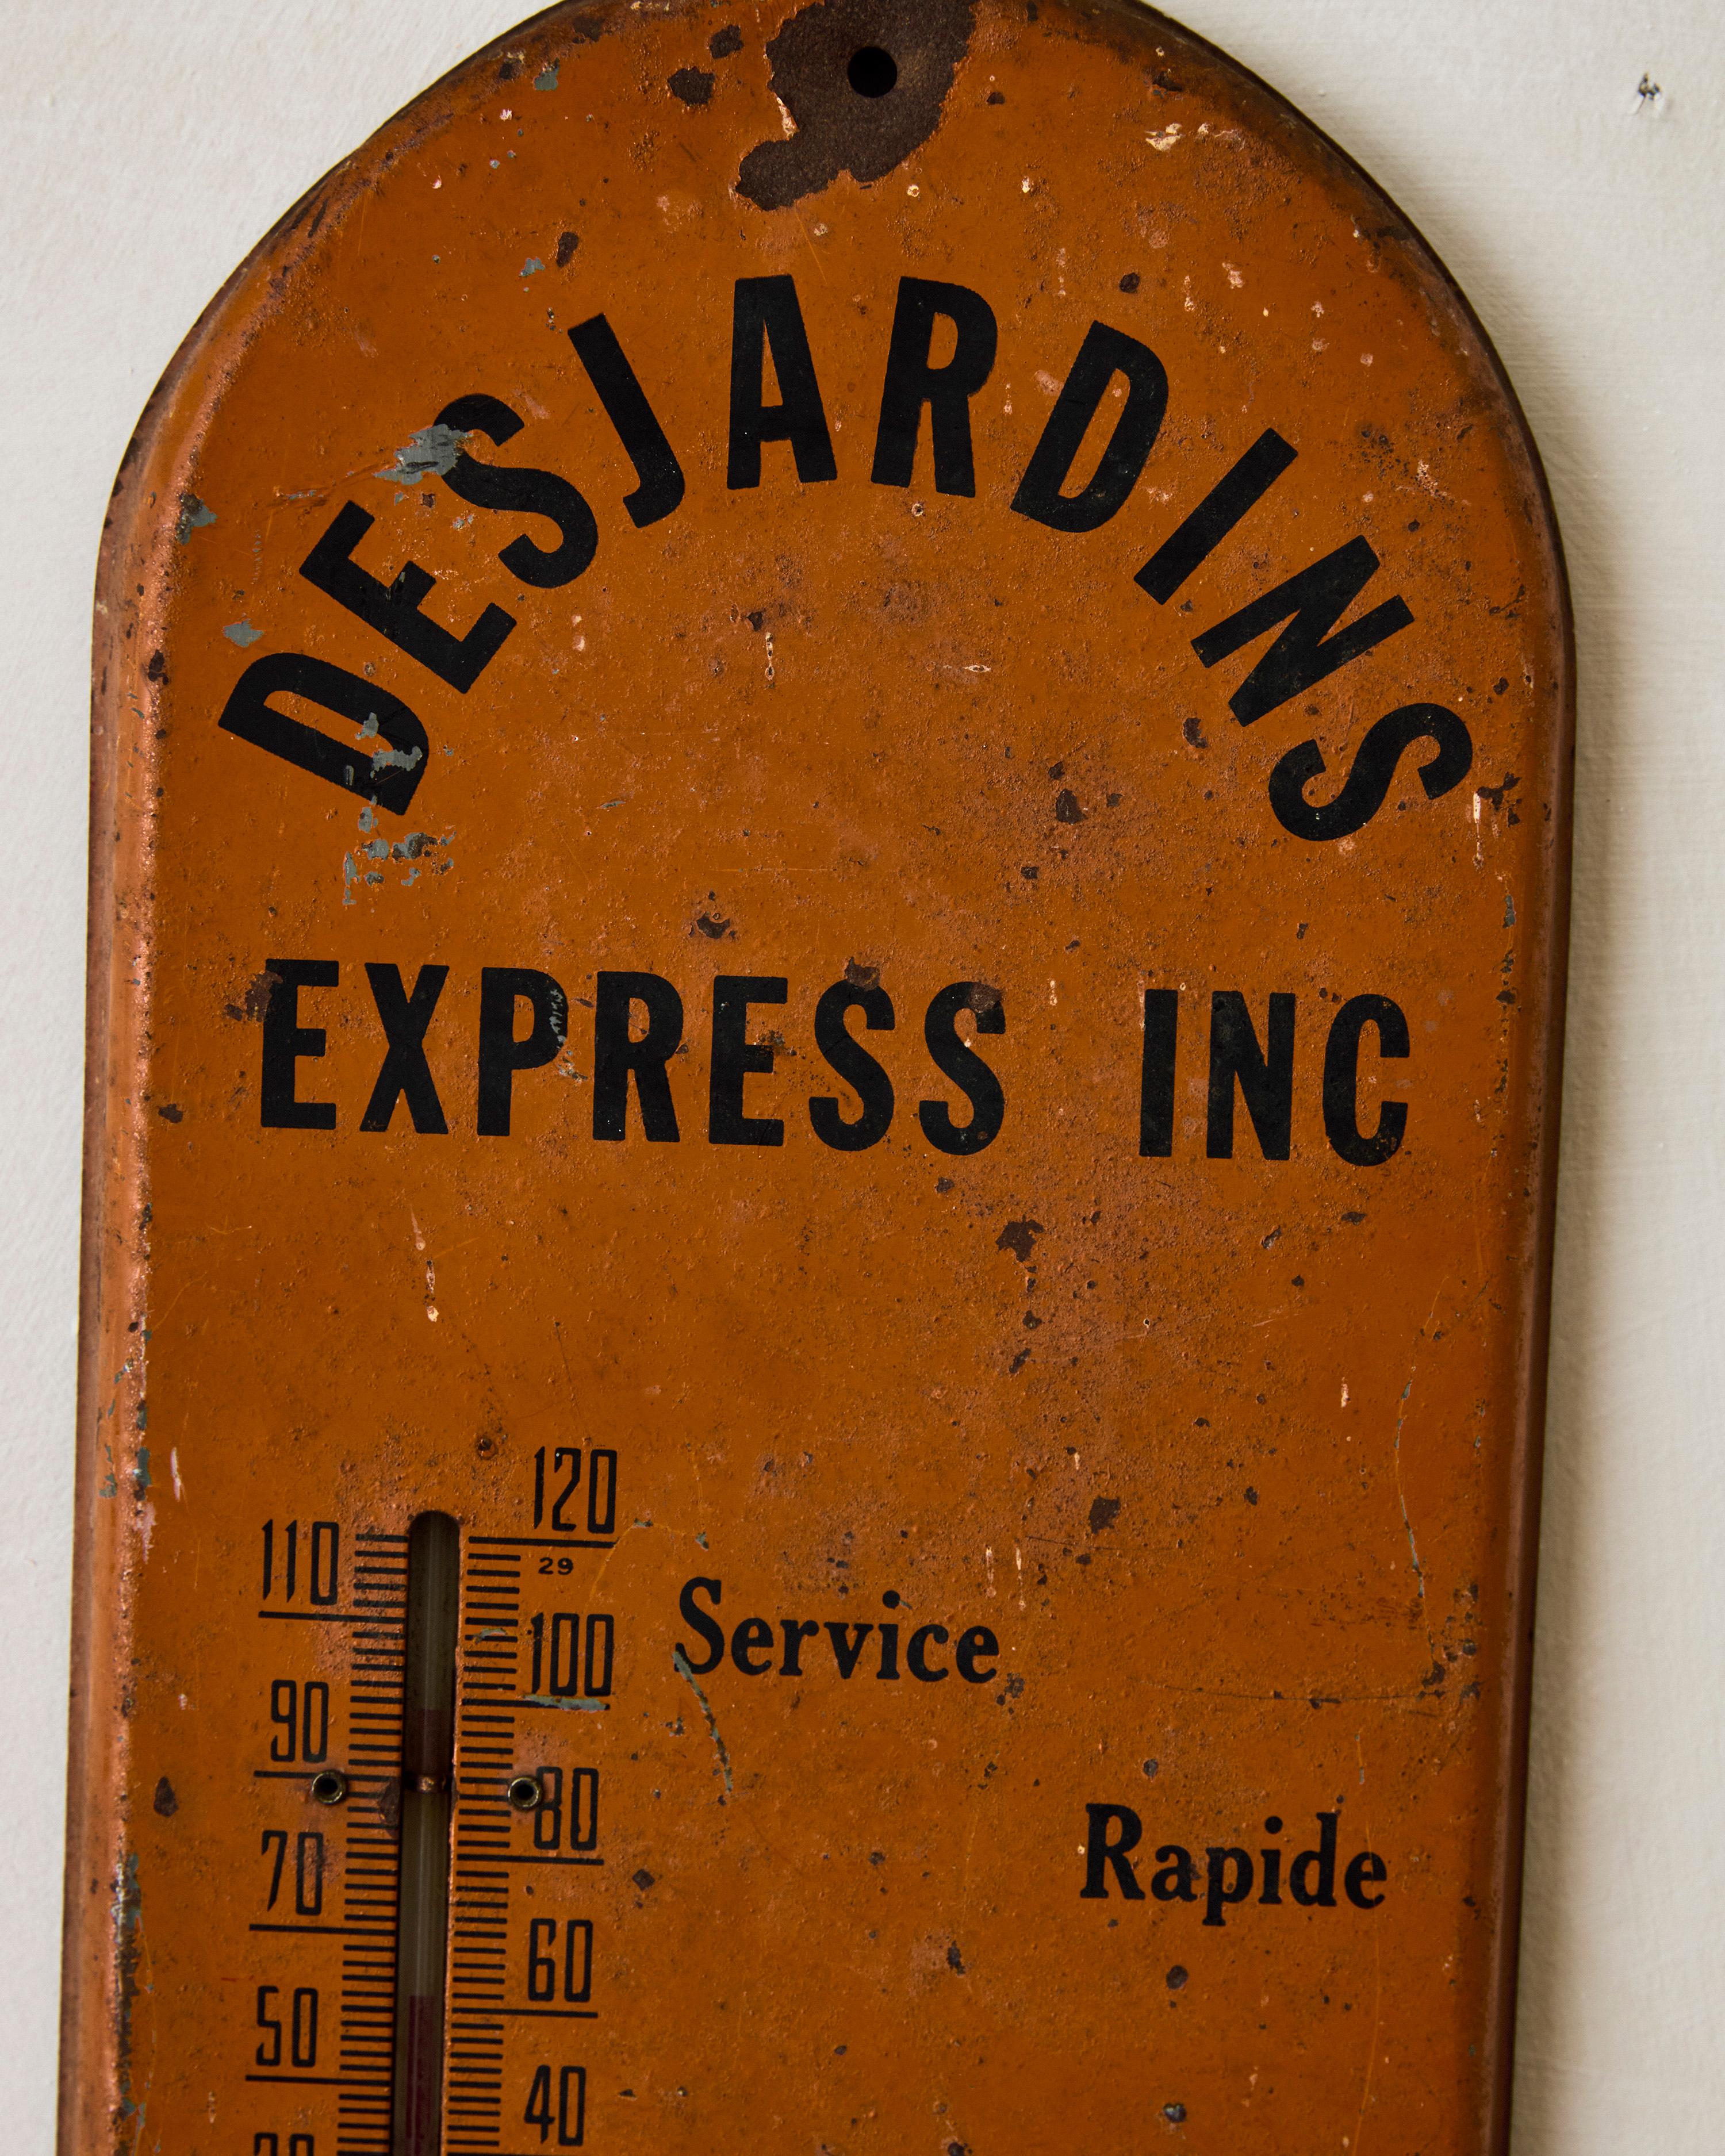 DESJARDINS
EXPRESS INC
120
110
29
Service
100
90
80
Rapide
70
60
50
40